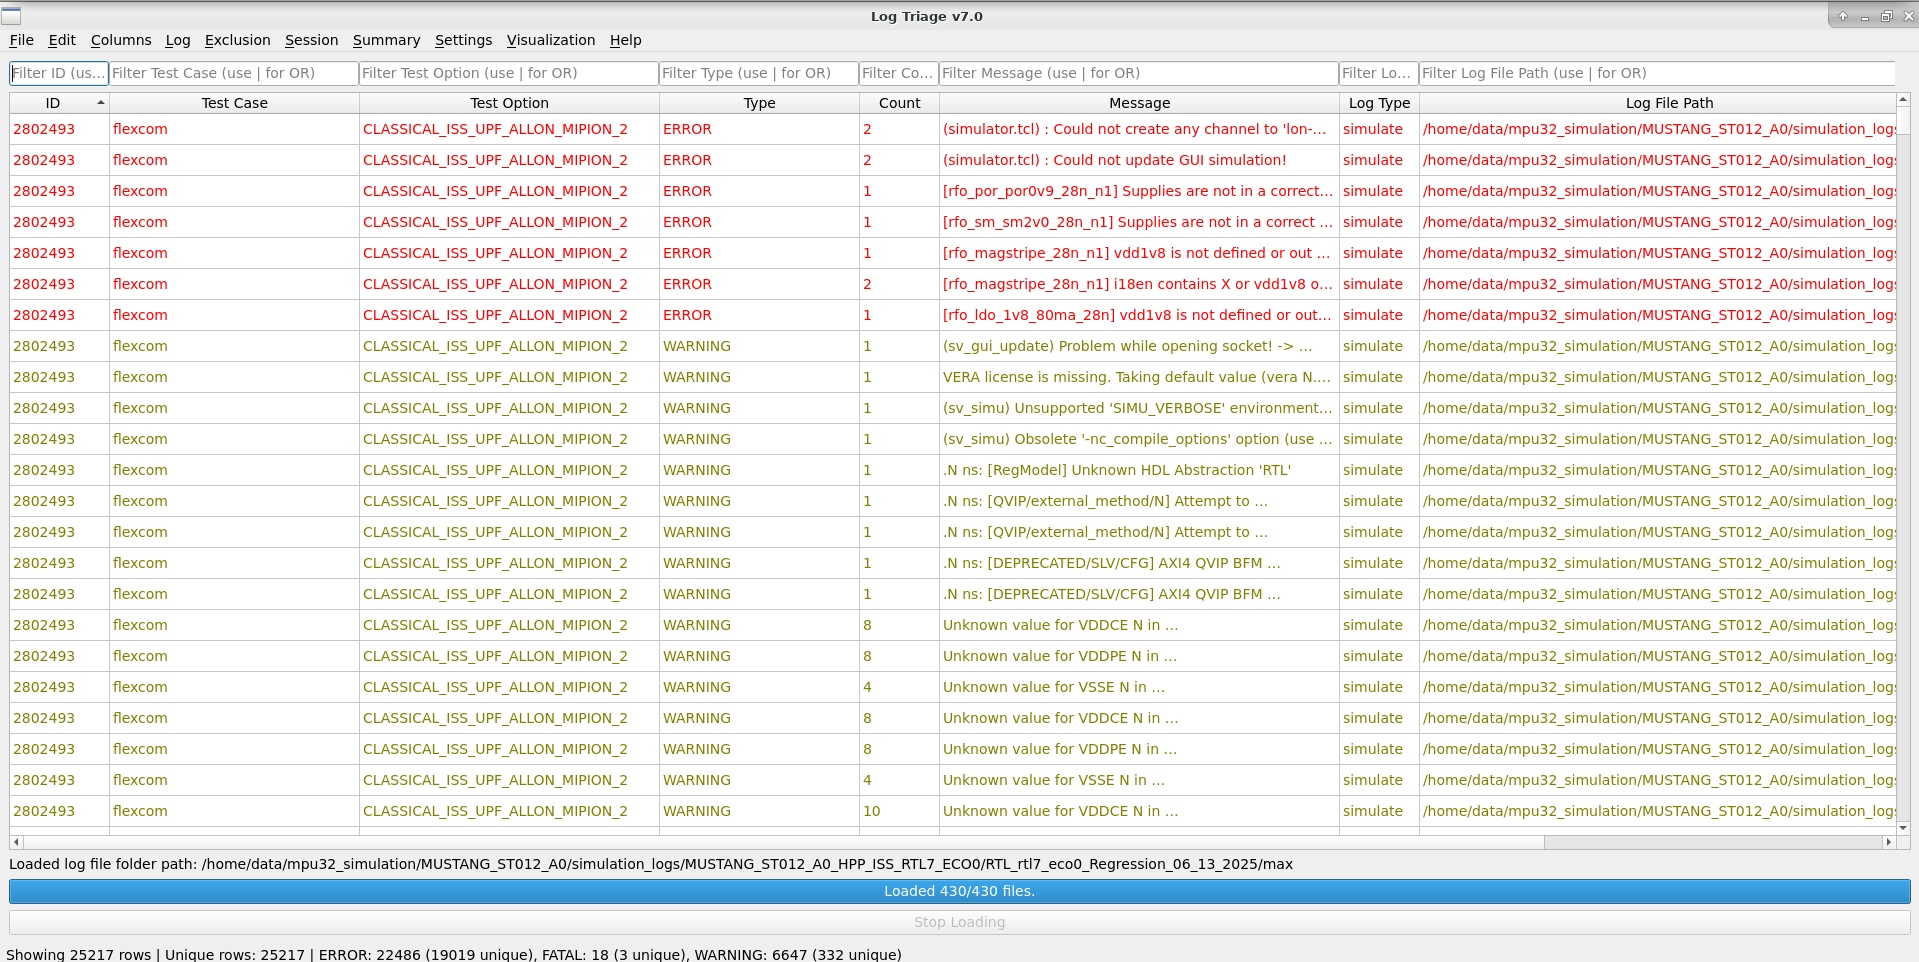 Log Triage v7.0
File Edit Columns Log Exclusion Session Summary Settings Visualization Help
Filter ID (us... Filter Test Case (use | for OR) Filter Test Option (use | for OR) Filter Type (use | for OR) Filter Co... Filter Message (use | for OR) Filter Lo... Filter Log File Path (use | for OR)
ID Test Case Test Option Type Count Message Log Type Log File Path
2802493 flexcom CLASSICAL_ISS_UPF_ALLON_MIPION_2 ERROR 2 (simulator.tcl) : Could not create any channel to 'lon-... simulate /home/data/mpu32_simulation/MUSTANG_ST012_A0/simulation_logs
2802493 flexcom CLASSICAL_ISS_UPF_ALLON_MIPION_2 ERROR 2 (simulator.tcl) : Could not update GUI simulation! simulate /home/data/mpu32_simulation/MUSTANG_ST012_A0/simulation_logs
2802493 flexcom CLASSICAL_ISS_UPF_ALLON_MIPION_2 ERROR 1 [rfo_por_por0v9_28n_n1] Supplies are not in a correct... simulate /home/data/mpu32_simulation/MUSTANG_ST012_A0/simulation_logs
2802493 flexcom CLASSICAL_ISS_UPF_ALLON_MIPION_2 ERROR 1 [rfo_sm_sm2v0_28n_n1] Supplies are not in a correct ... simulate /home/data/mpu32_simulation/MUSTANG_ST012_A0/simulation_logs
2802493 flexcom CLASSICAL_ISS_UPF_ALLON_MIPION_2 ERROR 1 [rfo_magstripe_28n_n1] vdd1v8 is not defined or out ... simulate /home/data/mpu32_simulation/MUSTANG_ST012_A0/simulation_logs
2802493 flexcom CLASSICAL_ISS_UPF_ALLON_MIPION_2 ERROR 2 [rfo_magstripe_28n_n1] i18en contains X or vdd1v8 o... simulate /home/data/mpu32_simulation/MUSTANG_ST012_A0/simulation_logs
2802493 flexcom CLASSICAL_ISS_UPF_ALLON_MIPION_2 ERROR 1 [rfo_ldo_1v8_80ma_28n] vdd1v8 is not defined or out... simulate /home/data/mpu32_simulation/MUSTANG_ST012_A0/simulation_logs
2802493 flexcom CLASSICAL_ISS_UPF_ALLON_MIPION_2 WARNING 1 (sv_gui_update) Problem while opening socket! -> ... simulate /home/data/mpu32_simulation/MUSTANG_ST012_A0/simulation_logs
2802493 flexcom CLASSICAL_ISS_UPF_ALLON_MIPION_2 WARNING 1 VERA license is missing. Taking default value (vera N.... simulate /home/data/mpu32_simulation/MUSTANG_ST012_A0/simulation_logs
2802493 flexcom CLASSICAL_ISS_UPF_ALLON_MIPION_2 WARNING 1 (sv_simu) Unsupported 'SIMU_VERBOSE' environment... simulate /home/data/mpu32_simulation/MUSTANG_ST012_A0/simulation_logs
2802493 flexcom CLASSICAL_ISS_UPF_ALLON_MIPION_2 WARNING 1 (sv_simu) Obsolete '-nc_compile_options' option (use ... simulate /home/data/mpu32_simulation/MUSTANG_ST012_A0/simulation_logs
2802493 flexcom CLASSICAL_ISS_UPF_ALLON_MIPION_2 WARNING 1 .N ns: [RegModel] Unknown HDL Abstraction 'RTL' simulate /home/data/mpu32_simulation/MUSTANG_ST012_A0/simulation_logs
2802493 flexcom CLASSICAL_ISS_UPF_ALLON_MIPION_2 WARNING 1 .N ns: [QVIP/external_method/N] Attempt to ... simulate /home/data/mpu32_simulation/MUSTANG_ST012_A0/simulation_logs
2802493 flexcom CLASSICAL_ISS_UPF_ALLON_MIPION_2 WARNING 1 .N ns: [QVIP/external_method/N] Attempt to ... simulate /home/data/mpu32_simulation/MUSTANG_ST012_A0/simulation_logs
2802493 flexcom CLASSICAL_ISS_UPF_ALLON_MIPION_2 WARNING 1 .N ns: [DEPRECATED/SLV/CFG] AXI4 QVIP BFM ... simulate /home/data/mpu32_simulation/MUSTANG_ST012_A0/simulation_logs
2802493 flexcom CLASSICAL_ISS_UPF_ALLON_MIPION_2 WARNING 1 .N ns: [DEPRECATED/SLV/CFG] AXI4 QVIP BFM ... simulate /home/data/mpu32_simulation/MUSTANG_ST012_A0/simulation_logs
2802493 flexcom CLASSICAL_ISS_UPF_ALLON_MIPION_2 WARNING 8 Unknown value for VDDCE N in ... simulate /home/data/mpu32_simulation/MUSTANG_ST012_A0/simulation_logs
2802493 flexcom CLASSICAL_ISS_UPF_ALLON_MIPION_2 WARNING 8 Unknown value for VDDPE N in ... simulate /home/data/mpu32_simulation/MUSTANG_ST012_A0/simulation_logs
2802493 flexcom CLASSICAL_ISS_UPF_ALLON_MIPION_2 WARNING 4 Unknown value for VSSE N in ... simulate /home/data/mpu32_simulation/MUSTANG_ST012_A0/simulation_logs
2802493 flexcom CLASSICAL_ISS_UPF_ALLON_MIPION_2 WARNING 8 Unknown value for VDDCE N in ... simulate /home/data/mpu32_simulation/MUSTANG_ST012_A0/simulation_logs
2802493 flexcom CLASSICAL_ISS_UPF_ALLON_MIPION_2 WARNING 8 Unknown value for VDDPE N in ... simulate /home/data/mpu32_simulation/MUSTANG_ST012_A0/simulation_logs
2802493 flexcom CLASSICAL_ISS_UPF_ALLON_MIPION_2 WARNING 4 Unknown value for VSSE N in ... simulate /home/data/mpu32_simulation/MUSTANG_ST012_A0/simulation_logs
2802493 flexcom CLASSICAL_ISS_UPF_ALLON_MIPION_2 WARNING 10 Unknown value for VDDCE N in ... simulate /home/data/mpu32_simulation/MUSTANG_ST012_A0/simulation_logs
Loaded log file folder path: /home/data/mpu32_simulation/MUSTANG_ST012_A0/simulation_logs/MUSTANG_ST012_A0_HPP_ISS_RTL7_ECO0/RTL_rtl7_eco0_Regression_06_13_2025/max
Loaded 430/430 files.
Stop Loading
Showing 25217 rows | Unique rows: 25217 | ERROR: 22486 (19019 unique), FATAL: 18 (3 unique), WARNING: 6647 (332 unique)